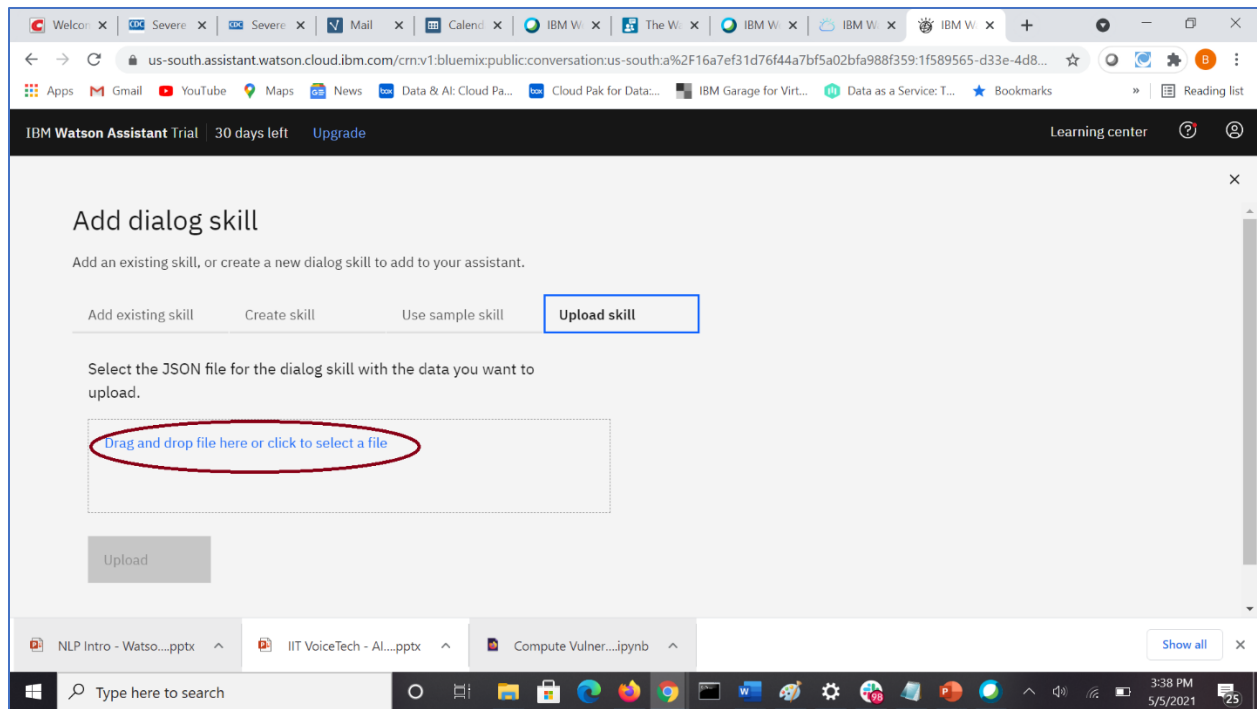 Welcon
Severe
Severe
Mail
Calend
IBM W
The Wa
IBM W
IBM W
IBM W
us-south.assistant.watson.cloud.ibm.com/crn:v1:bluemix:public:conversation:us-south:a%2F16a7ef31d76f44a7bf5a02bfa988f359:1f589565-d33e-4d8...
B
Apps Gmail YouTube Maps News Data & AI: Cloud Pa... Cloud Pak for Data:... IBM Garage for Virt... Data as a Service: T... Bookmarks » Reading list
IBM Watson Assistant Trial 30 days left Upgrade Learning center
Add dialog skill
Add an existing skill, or create a new dialog skill to add to your assistant.
Add existing skill Create skill Use sample skill Upload skill
Select the JSON file for the dialog skill with the data you want to
upload.
Drag and drop file here or click to select a file
Upload
NLP Intro - Watso....pptx IIT VoiceTech - AI....pptx Compute Vulner....ipynb Show all
Type here to search
98
3:38 PM
5/5/2021
25